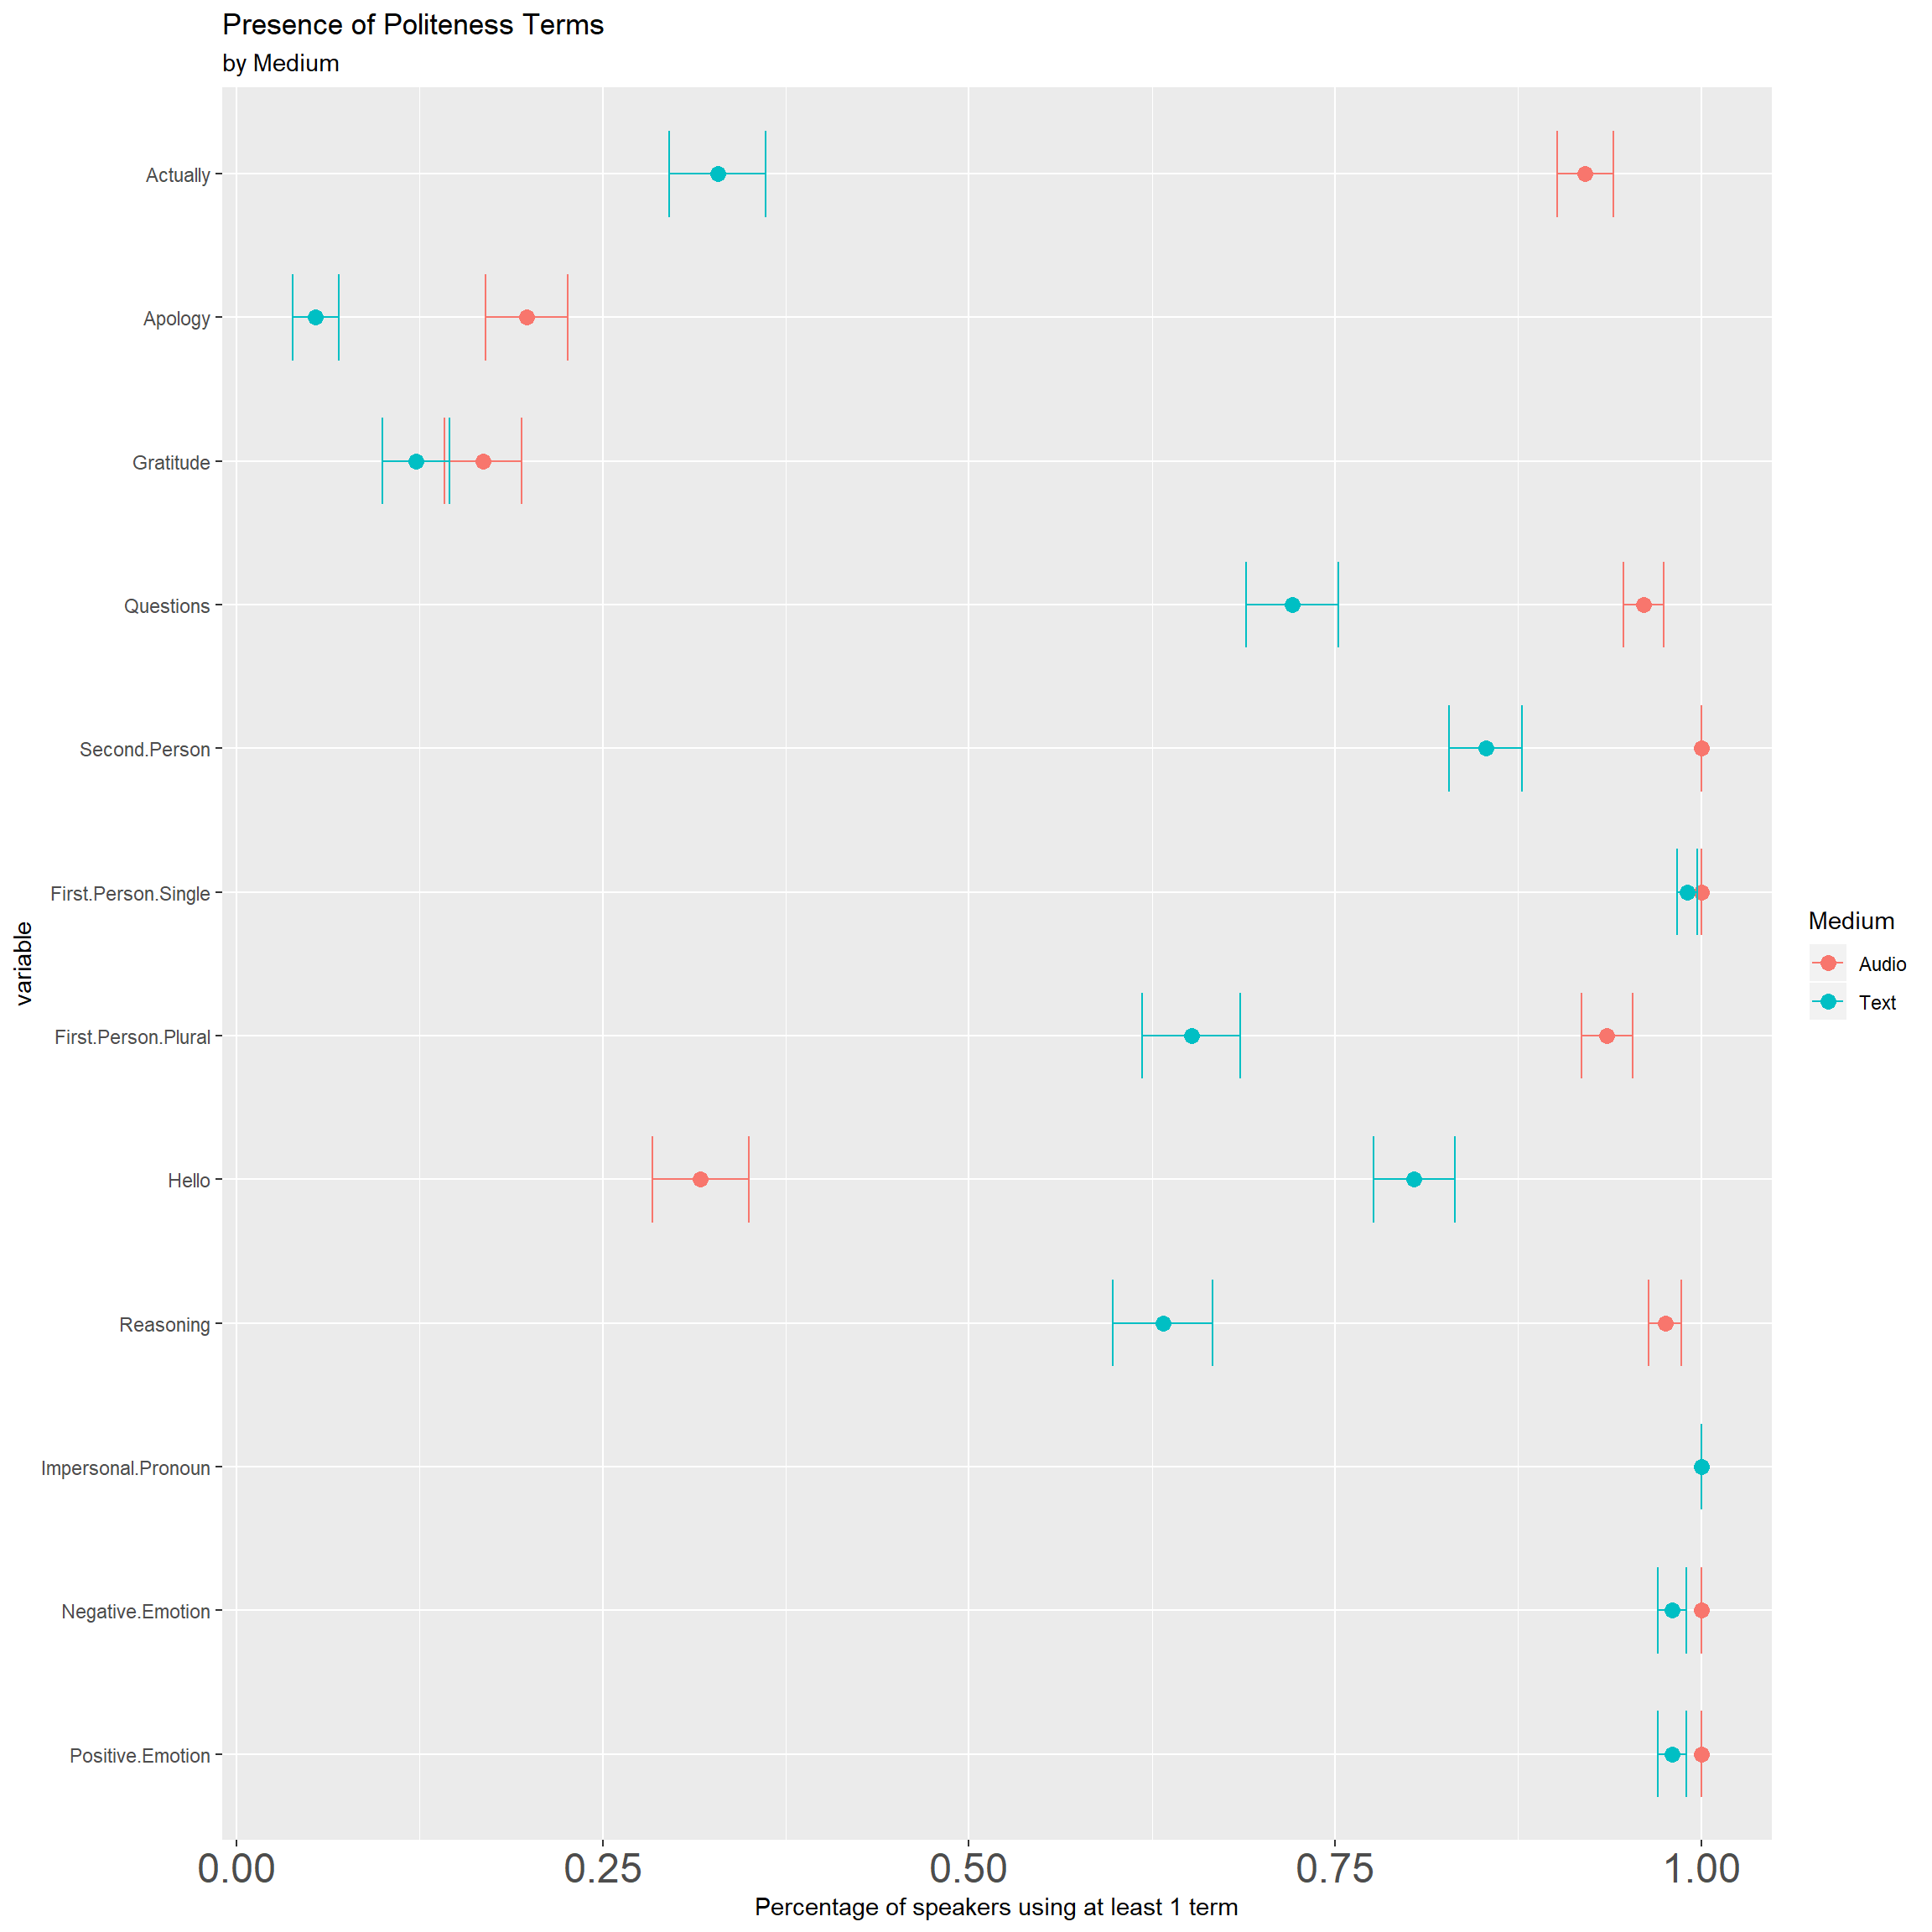 Presence of Politeness Terms
by Medium
Actually
Apology
Gratitude
Questions
Second.Person
First.Person.Single
First.Person.Plural
Hello
Reasoning
Impersonal.Pronoun
Negative.Emotion
Positive.Emotion
variable
0.00 0.25 0.50 0.75 1.00
Percentage of speakers using at least 1 term
Medium
Audio
Text